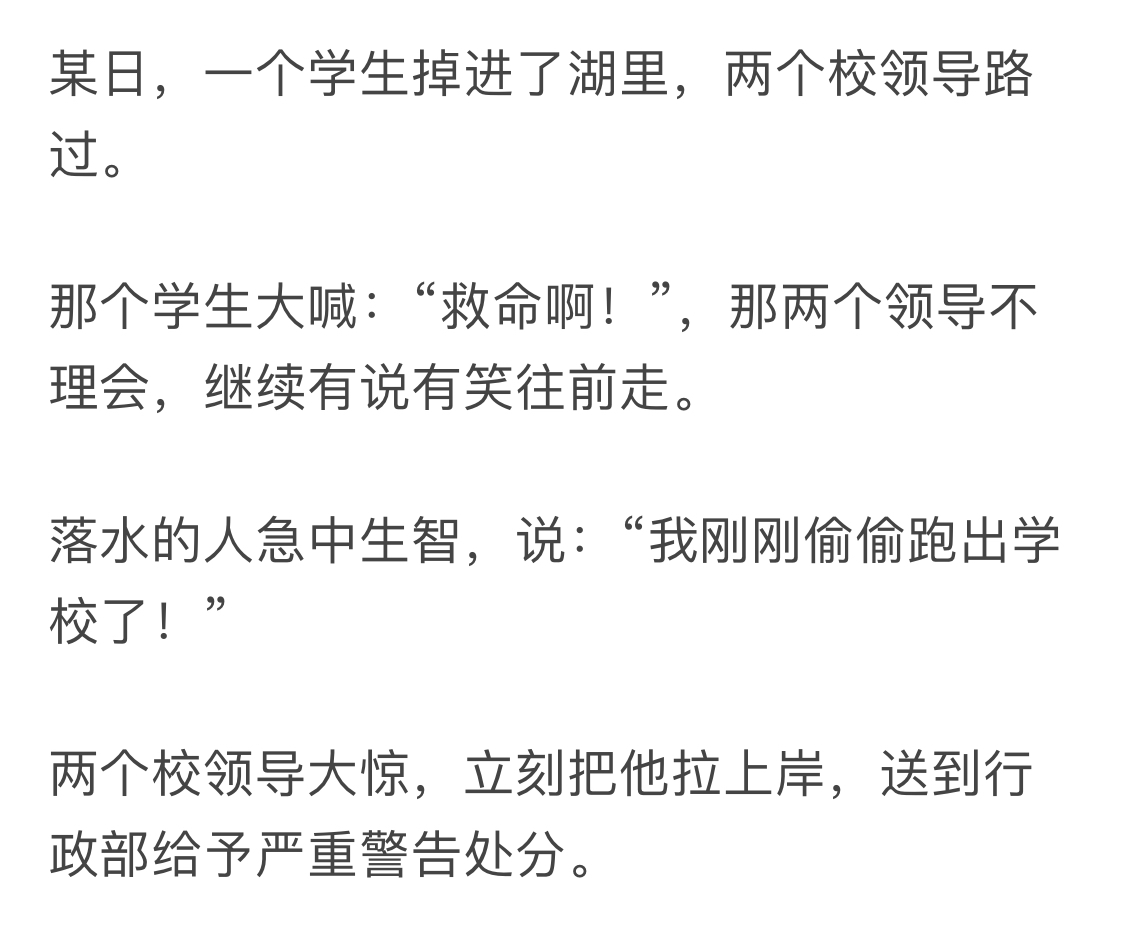 某日，一个学生掉进了湖里，两个校领导路
过。
那个学生大喊：“救命啊！”，那两个领导不
理会，继续有说有笑往前走。
落水的人急中生智，说：“我刚刚偷偷跑出学
校了！”
两个校领导大惊，立刻把他拉上岸，送到行
政部给予严重警告处分。